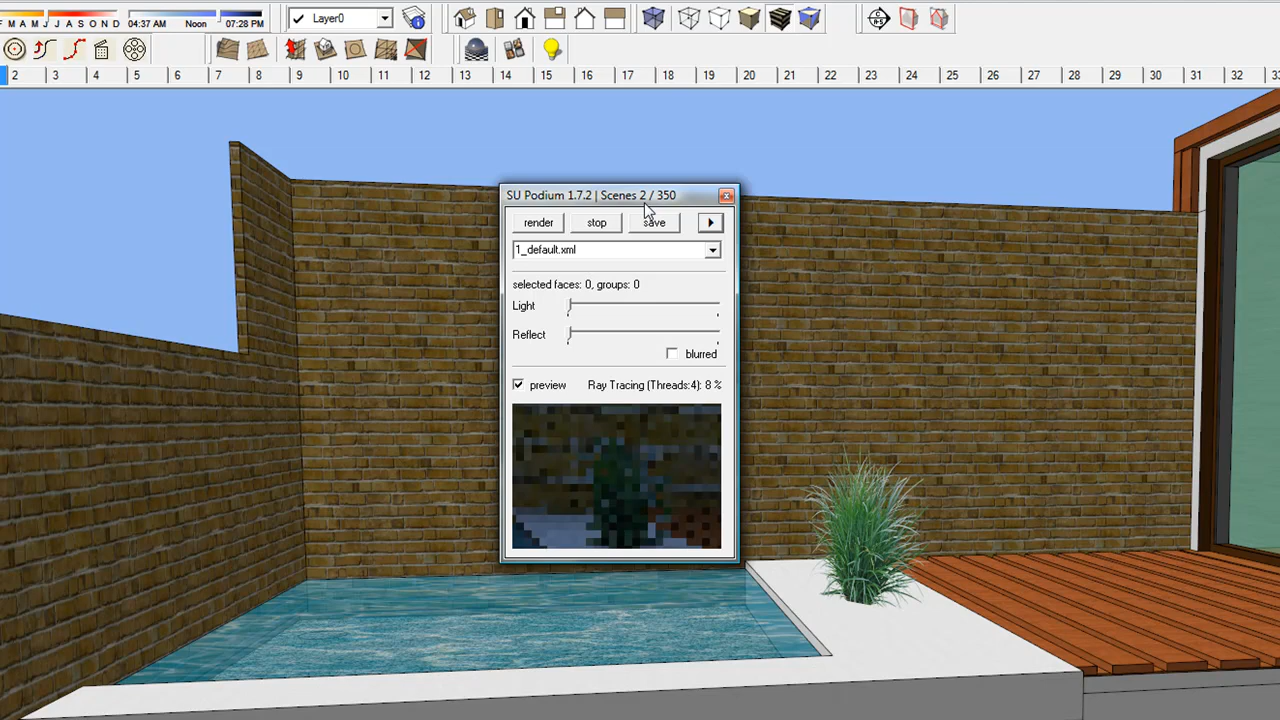 F M A M J J A S O N D 04:37 AM Noon 07:28 PM Layer0
2 3 4 5 6 7 8 9 10 11 12 13 14 15 16 17 18 19 20 21 22 23 24 25 26 27 28 29 30 31 32 33
SU Podium 1.7.2 | Scenes 2 / 350
render stop save
1_default.xml
selected faces: 0, groups: 0
Light
Reflect
blurred
preview Ray Tracing (Threads:4): 8 %